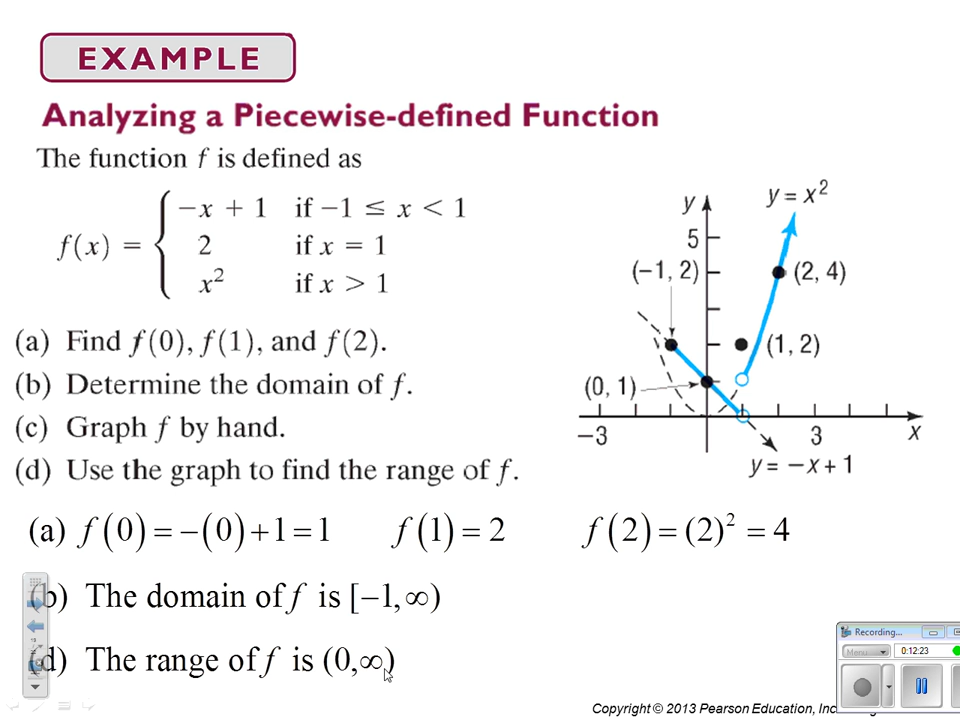 EXAMPLE
Analyzing a Piecewise-defined Function
The function f is defined as
f(x) = { −x + 1 if −1 ≤ x < 1
2 if x = 1
x² if x > 1
(a) Find f(0), f(1), and f(2).
(b) Determine the domain of f.
(c) Graph f by hand.
(d) Use the graph to find the range of f.
y = x²
y
5
(−1, 2)
(2, 4)
(1, 2)
(0, 1)
−3
3
x
y = −x + 1
(a) f(0) = −(0)+1 = 1 f(1) = 2 f(2) = (2)² = 4
(b) The domain of f is [−1, ∞)
(d) The range of f is (0, ∞)
Recording...
Menu
0:12:23
Copyright © 2013 Pearson Education, Inc.